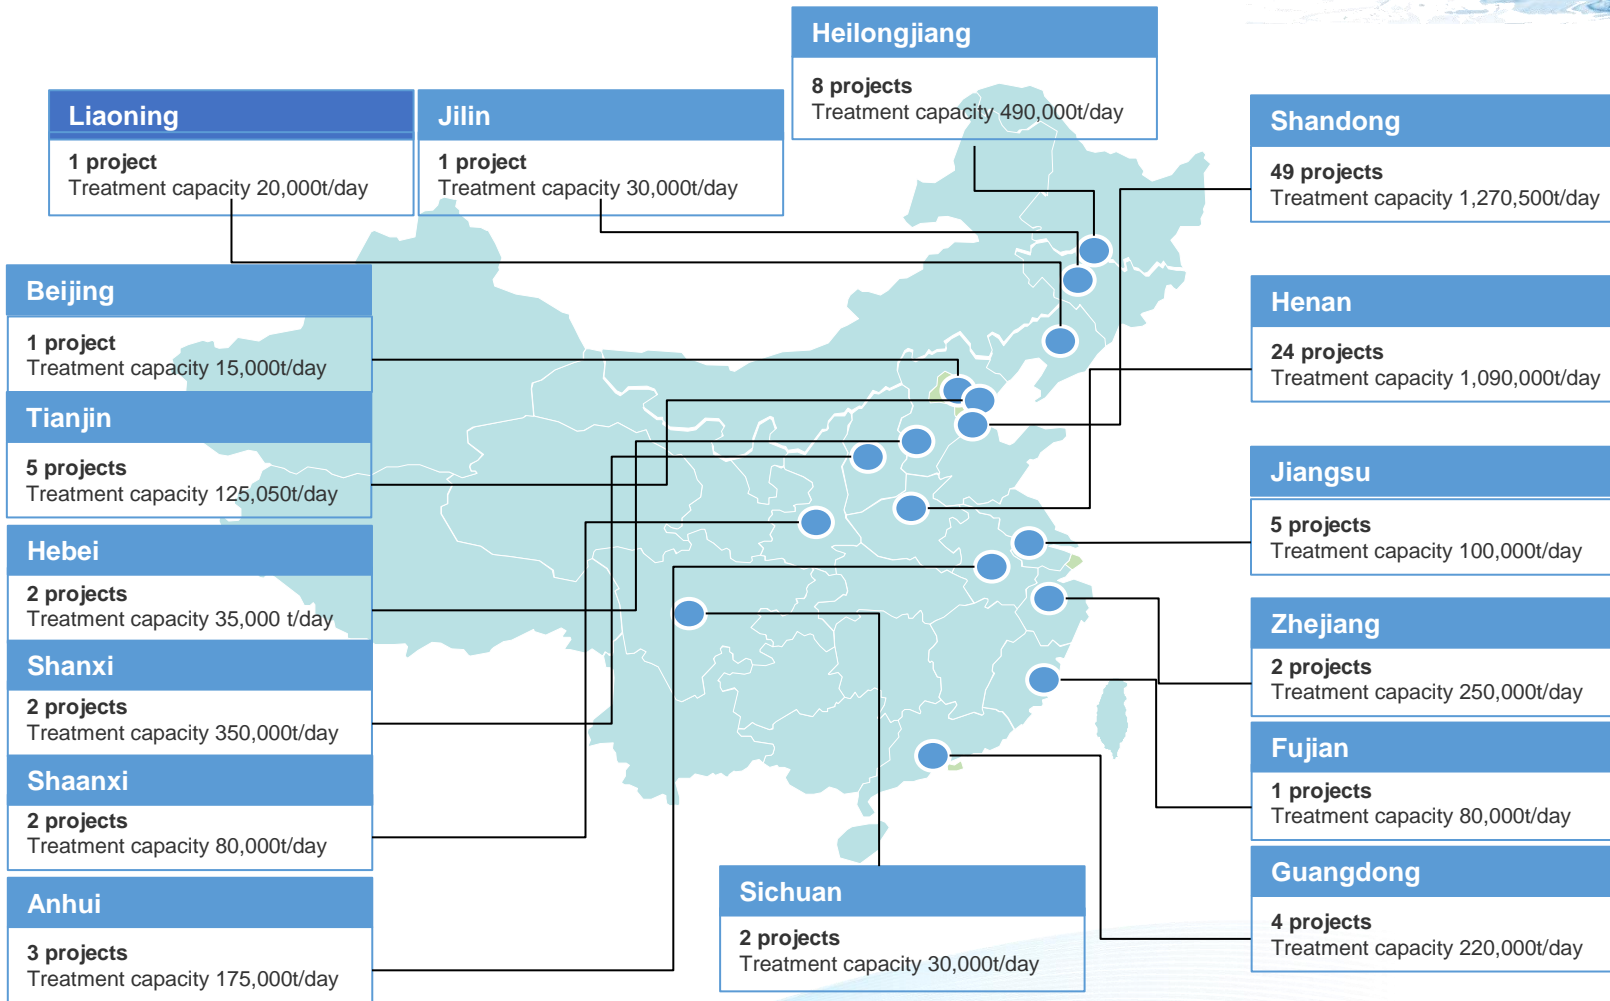 Heilongjiang
8 projects
Treatment capacity 490,000t/day
Liaoning
1 project
Treatment capacity 20,000t/day
Jilin
1 project
Treatment capacity 30,000t/day
Shandong
49 projects
Treatment capacity 1,270,500t/day
Beijing
1 project
Treatment capacity 15,000t/day
Henan
24 projects
Treatment capacity 1,090,000t/day
Tianjin
5 projects
Treatment capacity 125,050t/day
Jiangsu
5 projects
Treatment capacity 100,000t/day
Hebei
2 projects
Treatment capacity 35,000 t/day
Zhejiang
2 projects
Treatment capacity 250,000t/day
Shanxi
2 projects
Treatment capacity 350,000t/day
Fujian
1 projects
Treatment capacity 80,000t/day
Shaanxi
2 projects
Treatment capacity 80,000t/day
Guangdong
4 projects
Treatment capacity 220,000t/day
Anhui
3 projects
Treatment capacity 175,000t/day
Sichuan
2 projects
Treatment capacity 30,000t/day